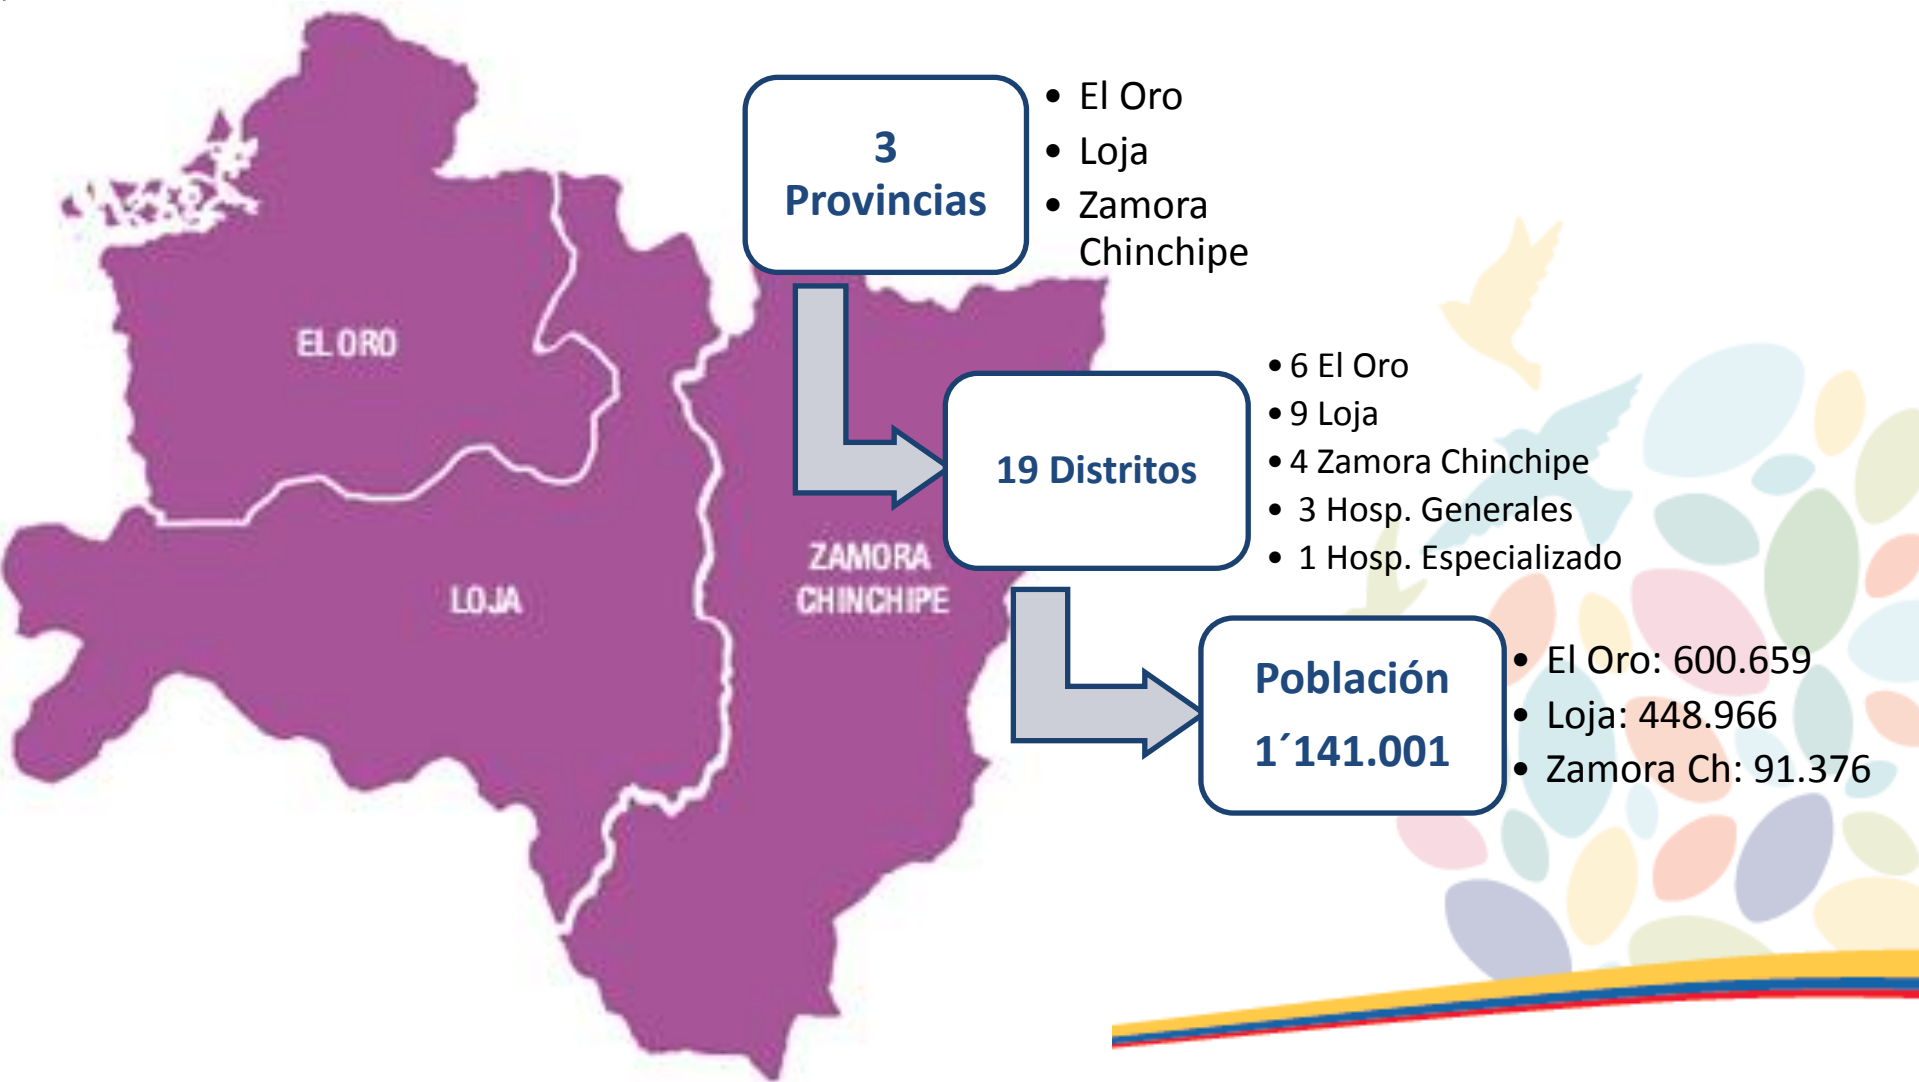 3
Provincias
• El Oro
• Loja
• Zamora
Chinchipe
EL ORO
LOJA
ZAMORA
CHINCHIPE
19 Distritos
• 6 El Oro
• 9 Loja
• 4 Zamora Chinchipe
• 3 Hosp. Generales
• 1 Hosp. Especializado
Población
1´141.001
• El Oro: 600.659
• Loja: 448.966
• Zamora Ch: 91.376